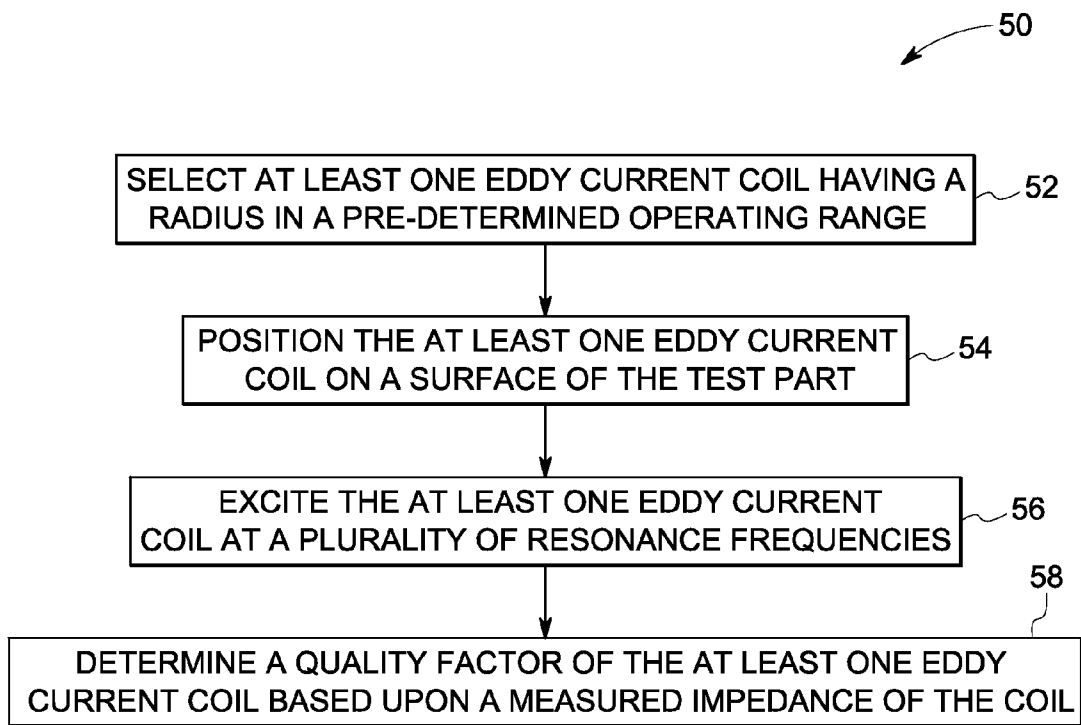 50
SELECT AT LEAST ONE EDDY CURRENT COIL HAVING A
RADIUS IN A PRE-DETERMINED OPERATING RANGE
52
POSITION THE AT LEAST ONE EDDY CURRENT
COIL ON A SURFACE OF THE TEST PART
54
EXCITE THE AT LEAST ONE EDDY CURRENT
COIL AT A PLURALITY OF RESONANCE FREQUENCIES
56
58
DETERMINE A QUALITY FACTOR OF THE AT LEAST ONE EDDY
CURRENT COIL BASED UPON A MEASURED IMPEDANCE OF THE COIL